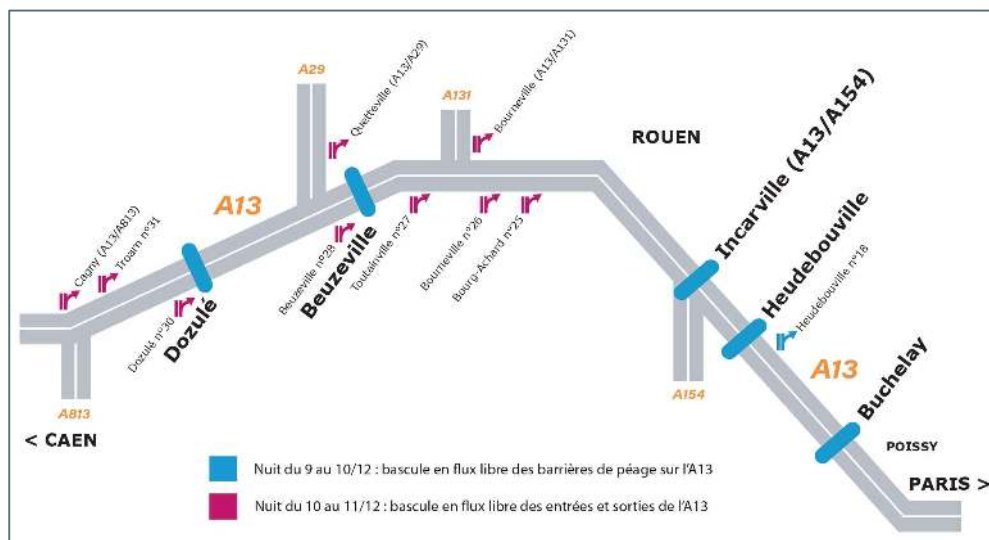 A29
Quetteville (A13/A29)
A131
Bourneville (A13/A131)
ROUEN
Incarville (A13/A154)
Heudebouville
Heudebouville n°18
A13
Cagny (A13/A813)
Troarn n°31
Dozulé n°30
Dozulé
Beuzeville n°28
Beuzeville
Toutainville n°27
Bourneville n°26
Bourg-Achard n°25
A13
Buchelay
A154
A813
< CAEN
POISSY
PARIS >
Nuit du 9 au 10/12 : bascule en flux libre des barrières de péage sur l'A13
Nuit du 10 au 11/12 : bascule en flux libre des entrées et sorties de l'A13